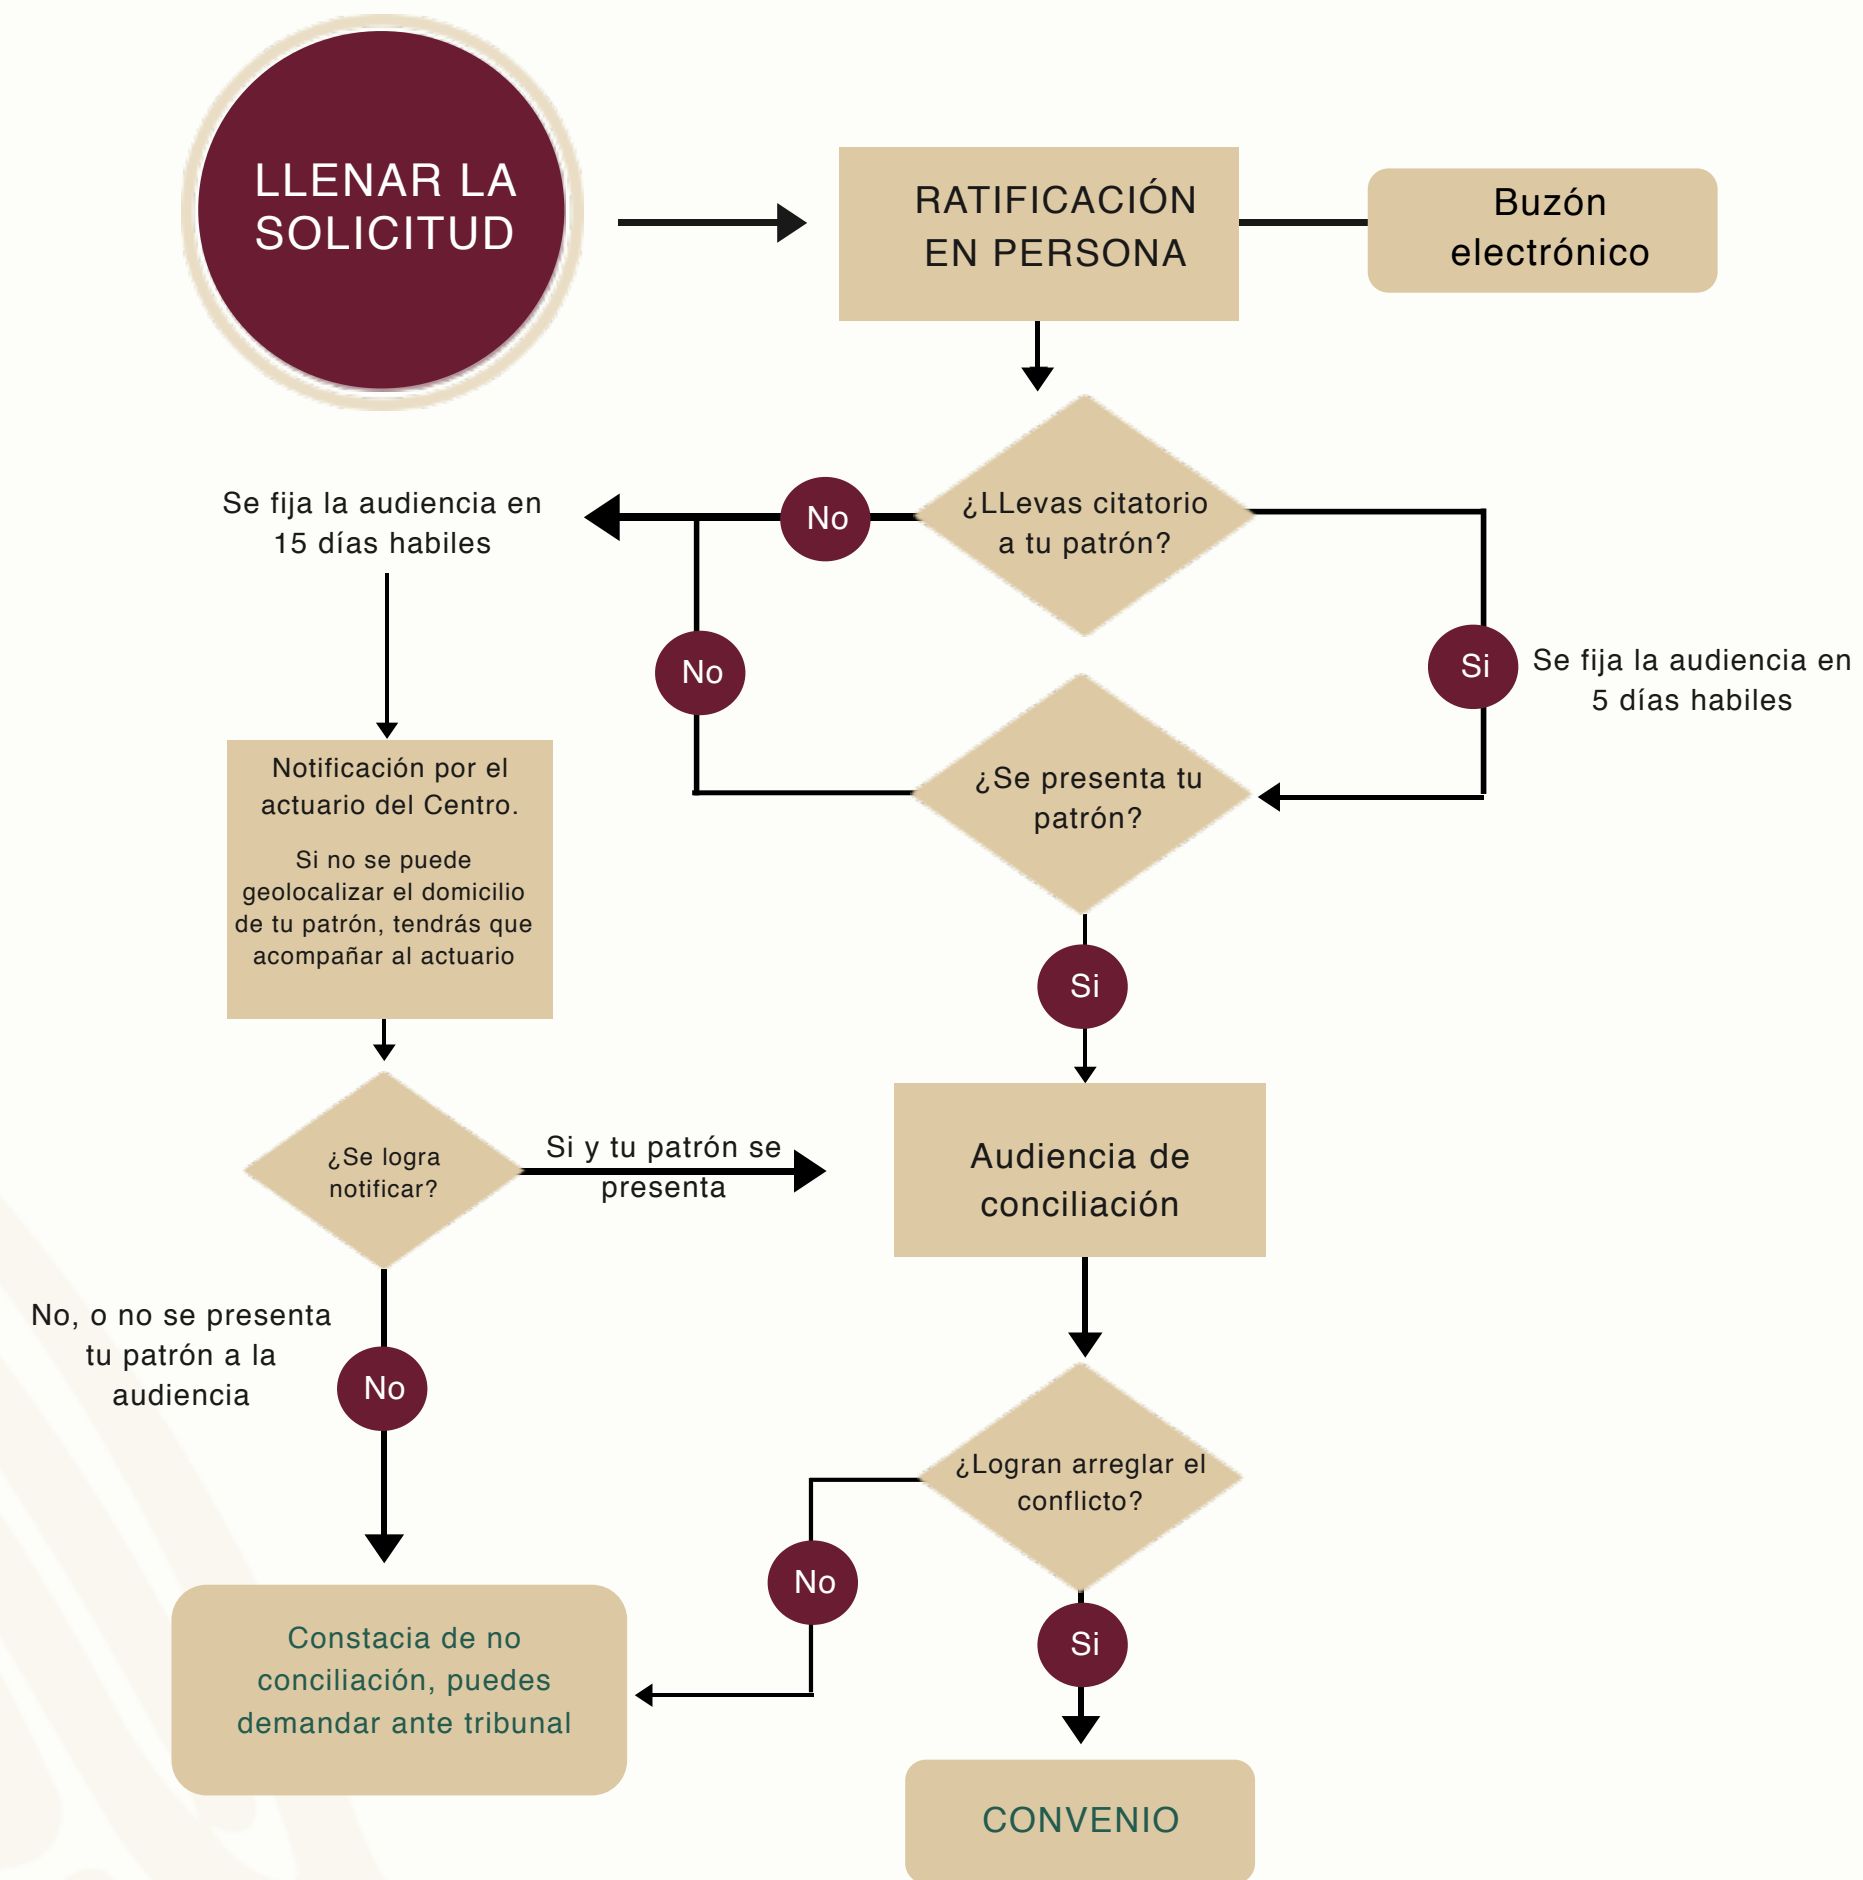 LLENAR LA
SOLICITUD
RATIFICACIÓN
EN PERSONA
Buzón
electrónico
¿LLevas citatorio
a tu patrón?
No
Se fija la audiencia en
15 días habiles
Si
Se fija la audiencia en
5 días habiles
No
¿Se presenta tu
patrón?
Notificación por el
actuario del Centro.
Si no se puede
geolocalizar el domicilio
de tu patrón, tendrás que
acompañar al actuario
Si
¿Se logra
notificar?
Si y tu patrón se
presenta
Audiencia de
conciliación
No, o no se presenta
tu patrón a la
audiencia
No
¿Logran arreglar el
conflicto?
No
Si
Constacia de no
conciliación, puedes
demandar ante tribunal
CONVENIO